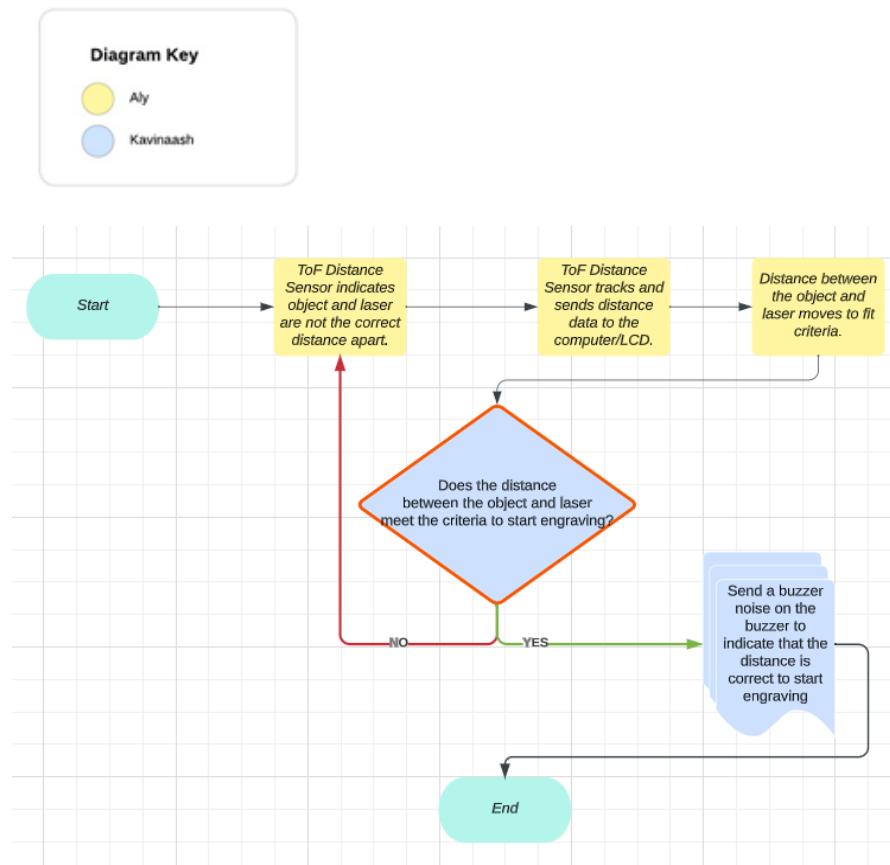 Diagram Key
Aly
Kavinaash
Start
ToF Distance
Sensor indicates
object and laser
are not the correct
distance apart.
ToF Distance
Sensor tracks and
sends distance
data to the
computer/LCD.
Distance between
the object and
laser moves to fit
criteria.
Does the distance
between the object and laser
meet the criteria to start engraving?
NO
YES
Send a buzzer
noise on the
buzzer to
indicate that the
distance is
correct to start
engraving
End